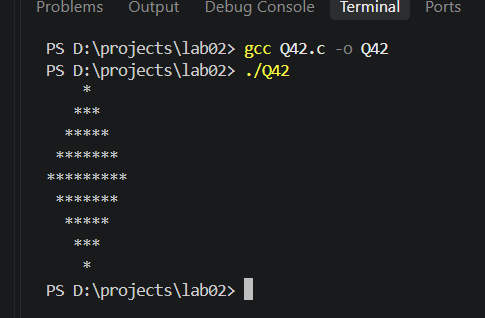 Problems Output Debug Console Terminal Ports
PS D:\projects\lab02> gcc Q42.c -o Q42
PS D:\projects\lab02> ./Q42
    *
   ***
  *****
 *******
*********
 *******
  *****
   ***
    *
PS D:\projects\lab02>